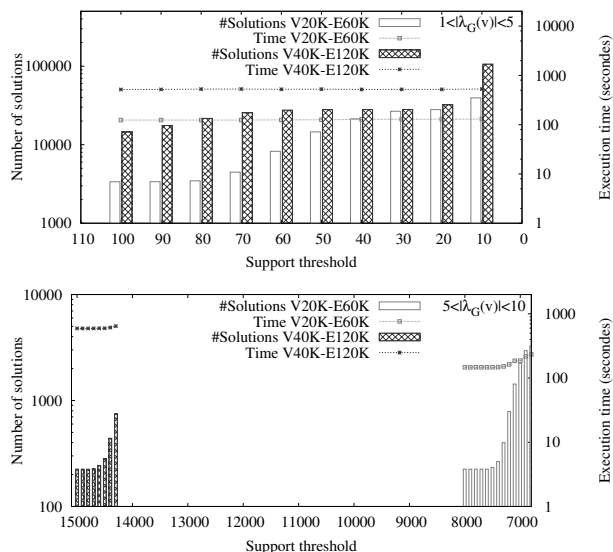 #Solutions V20K-E60K
Time V20K-E60K
#Solutions V40K-E120K
Time V40K-E120K
1<|λ_G(v)|<5
Number of solutions
100000
10000
1000
Execution time (secondes)
1000
100
10
1
110 100 90 80 70 60 50 40 30 20 10 0
Support threshold
#Solutions V20K-E60K
Time V20K-E60K
#Solutions V40K-E120K
Time V40K-E120K
5<|λ_G(v)|<10
Number of solutions
10000
1000
100
Execution time (secondes)
1000
100
10
1
15000 14000 13000 12000 11000 10000 9000 8000 7000
Support threshold